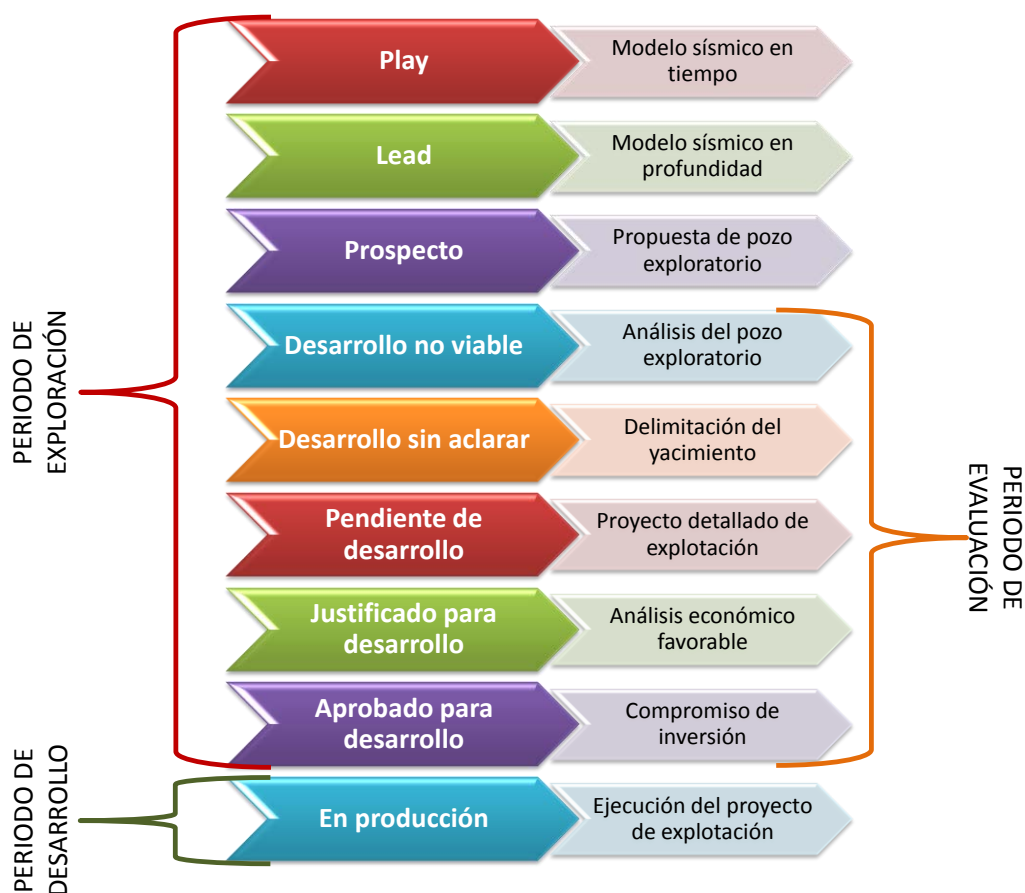 Play
Modelo sísmico en
tiempo
Lead
Modelo sísmico en
profundidad
Prospecto
Propuesta de pozo
exploratorio
Desarrollo no viable
Análisis del pozo
exploratorio
Desarrollo sin aclarar
Delimitación del
yacimiento
Pendiente de
desarrollo
Proyecto detallado de
explotación
Justificado para
desarrollo
Análisis económico
favorable
Aprobado para
desarrollo
Compromiso de
inversión
En producción
Ejecución del proyecto
de explotación
PERIODO DE
EXPLORACIÓN
PERIODO DE
EVALUACIÓN
PERIODO DE
DESARROLLO